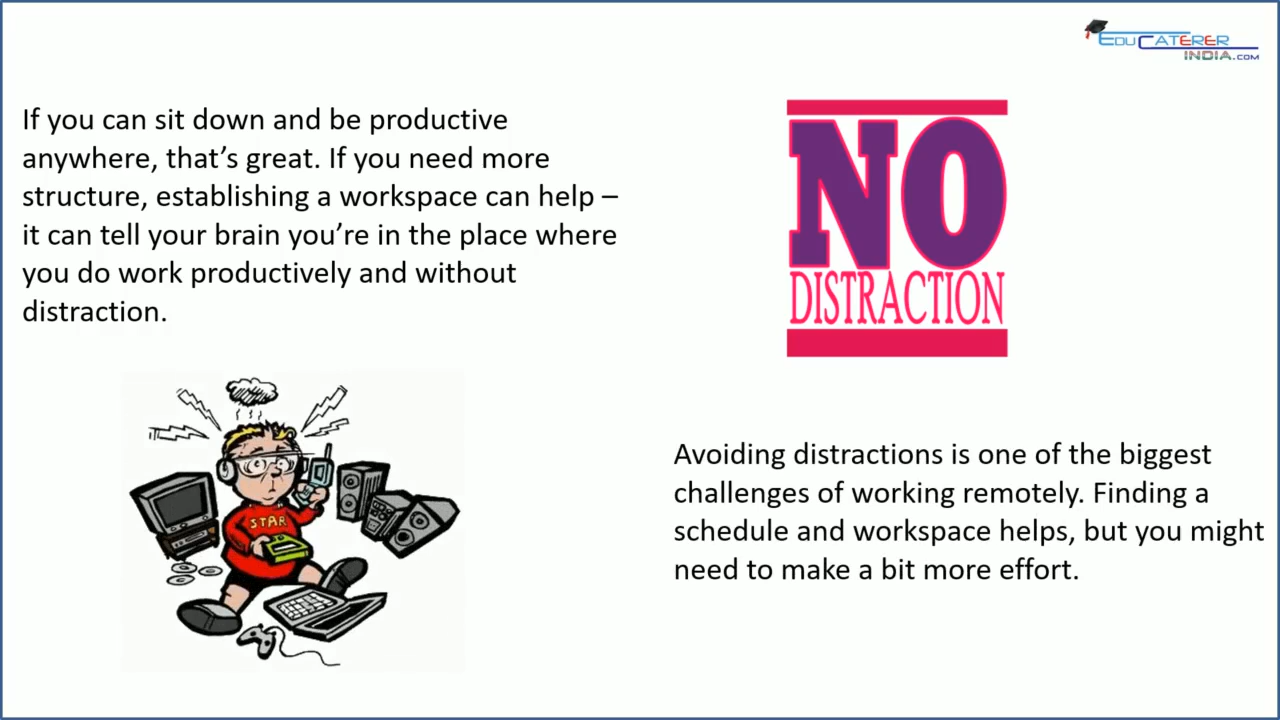 EDUCATERER
INDIA.COM
If you can sit down and be productive
anywhere, that’s great. If you need more
structure, establishing a workspace can help –
it can tell your brain you’re in the place where
you do work productively and without
distraction.
NO
DISTRACTION
STAR
Avoiding distractions is one of the biggest
challenges of working remotely. Finding a
schedule and workspace helps, but you might
need to make a bit more effort.